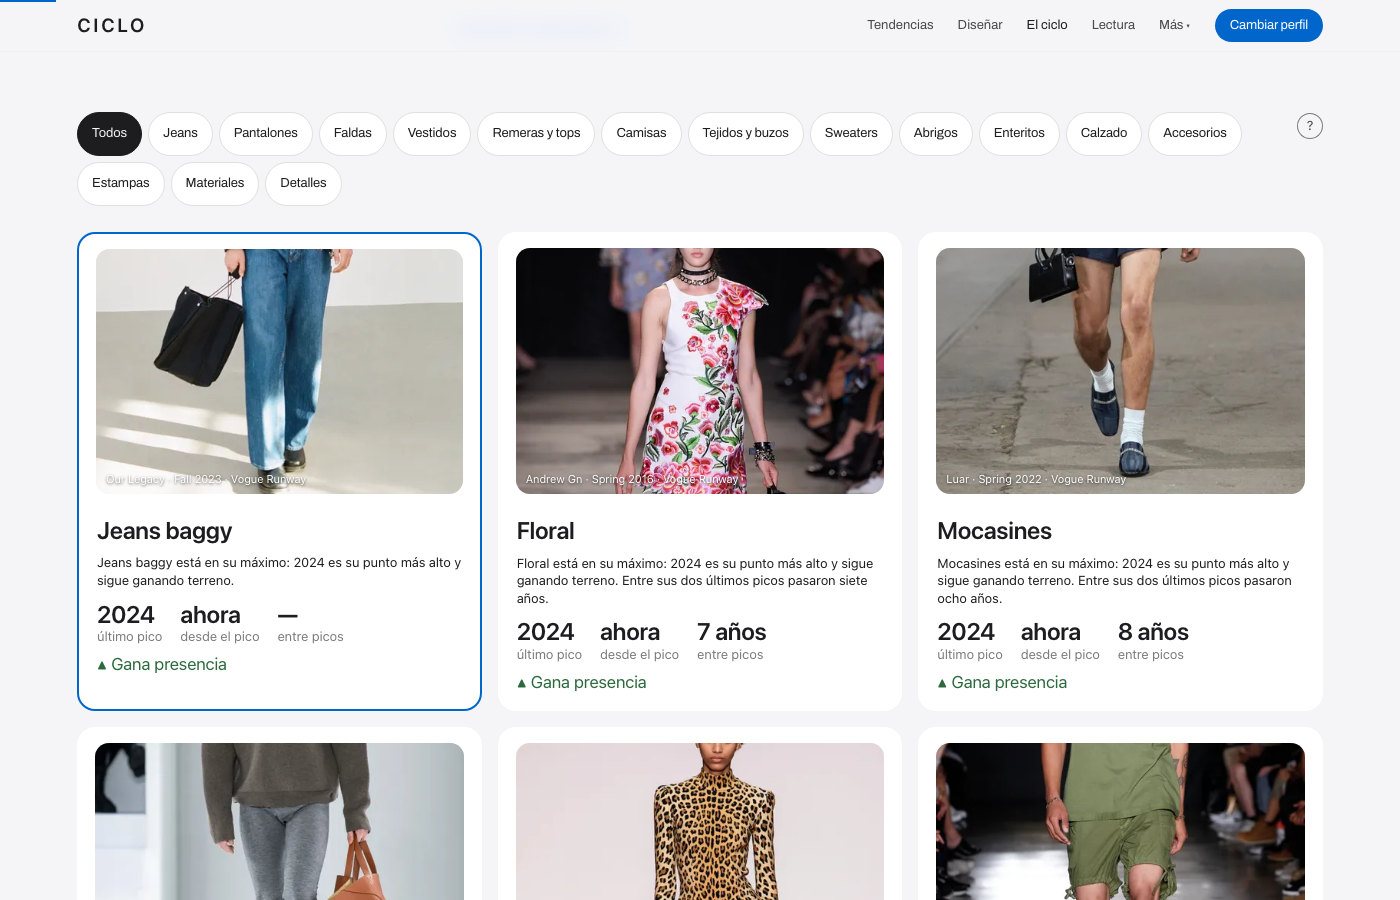 CICLO
Tendencias
Diseñar
El ciclo
Lectura
Más
Cambiar perfil
Todos
Jeans
Pantalones
Faldas
Vestidos
Remeras y tops
Camisas
Tejidos y buzos
Sweaters
Abrigos
Enteritos
Calzado
Accesorios
?
Estampas
Materiales
Detalles
Our Legacy · Fall 2023 · Vogue Runway
Andrew Gn · Spring 2016 · Vogue Runway
Luar · Spring 2022 · Vogue Runway
Jeans baggy
Jeans baggy está en su máximo: 2024 es su punto más alto y
sigue ganando terreno.
2024 ahora —
último pico desde el pico entre picos
▲ Gana presencia
Floral
Floral está en su máximo: 2024 es su punto más alto y sigue
ganando terreno. Entre sus dos últimos picos pasaron siete
años.
2024 ahora 7 años
último pico desde el pico entre picos
▲ Gana presencia
Mocasines
Mocasines está en su máximo: 2024 es su punto más alto y
sigue ganando terreno. Entre sus dos últimos picos pasaron
ocho años.
2024 ahora 8 años
último pico desde el pico entre picos
▲ Gana presencia